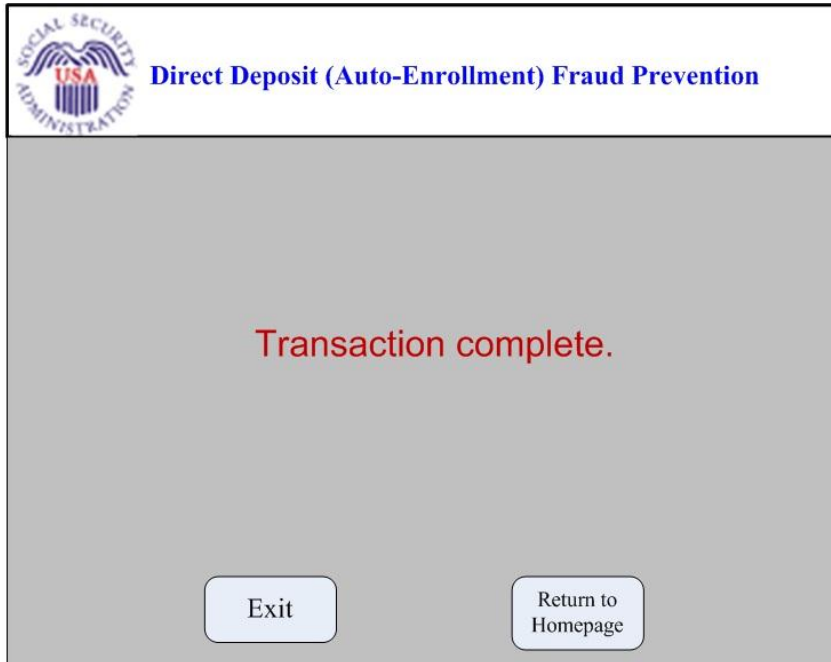 SOCIAL SECURITY
USA
ADMINISTRATION
Direct Deposit (Auto-Enrollment) Fraud Prevention
Transaction complete.
Exit
Return to
Homepage